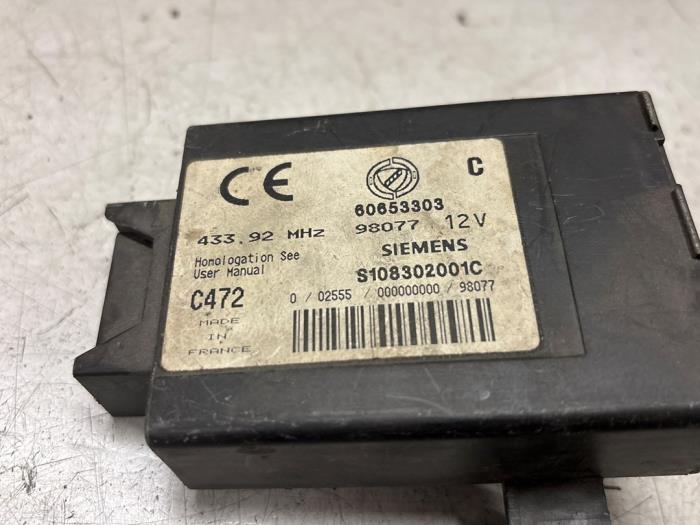 CE
C
60653303
433.92 MHz
98077 12V
Homologation See
User Manual
SIEMENS
S108302001C
C472
0 / 02555 / 000000000 / 98077
MADE
IN
FRANCE